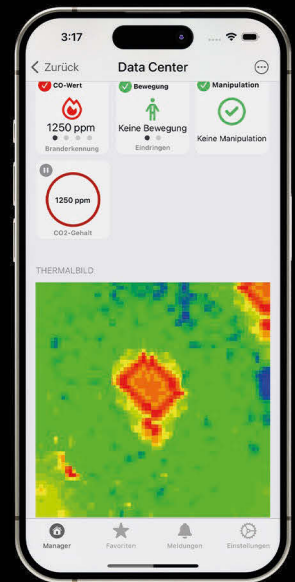 3:17
Zurück
Data Center
CO-Wert
Bewegung
Manipulation
1250 ppm
Keine Bewegung
Keine Manipulation
Branderkennung
Eindringen
1250 ppm
CO2-Gehalt
THERMALBILD
Manager
Favoriten
Meldungen
Einstellungen